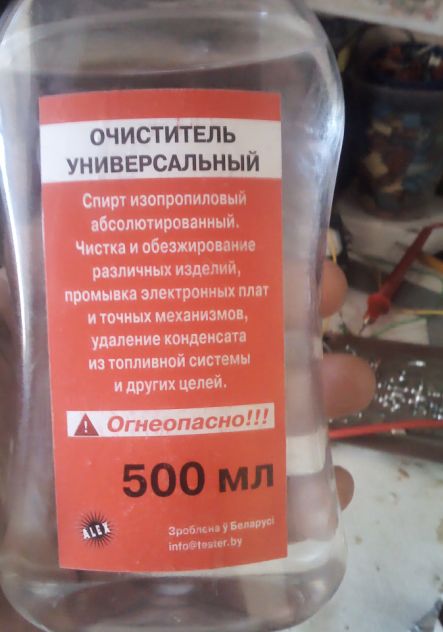 ОЧИСТИТЕЛЬ
УНИВЕРСАЛЬНЫЙ
Спирт изопропиловый
абсолютированный.
Чистка и обезжиривание
различных изделий,
промывка электронных плат
и точных механизмов,
удаление конденсата
из топливной системы
и других целей.
Огнеопасно!!!
500 мл
ALEX
Зроблена ў Беларусі
info@tester.by